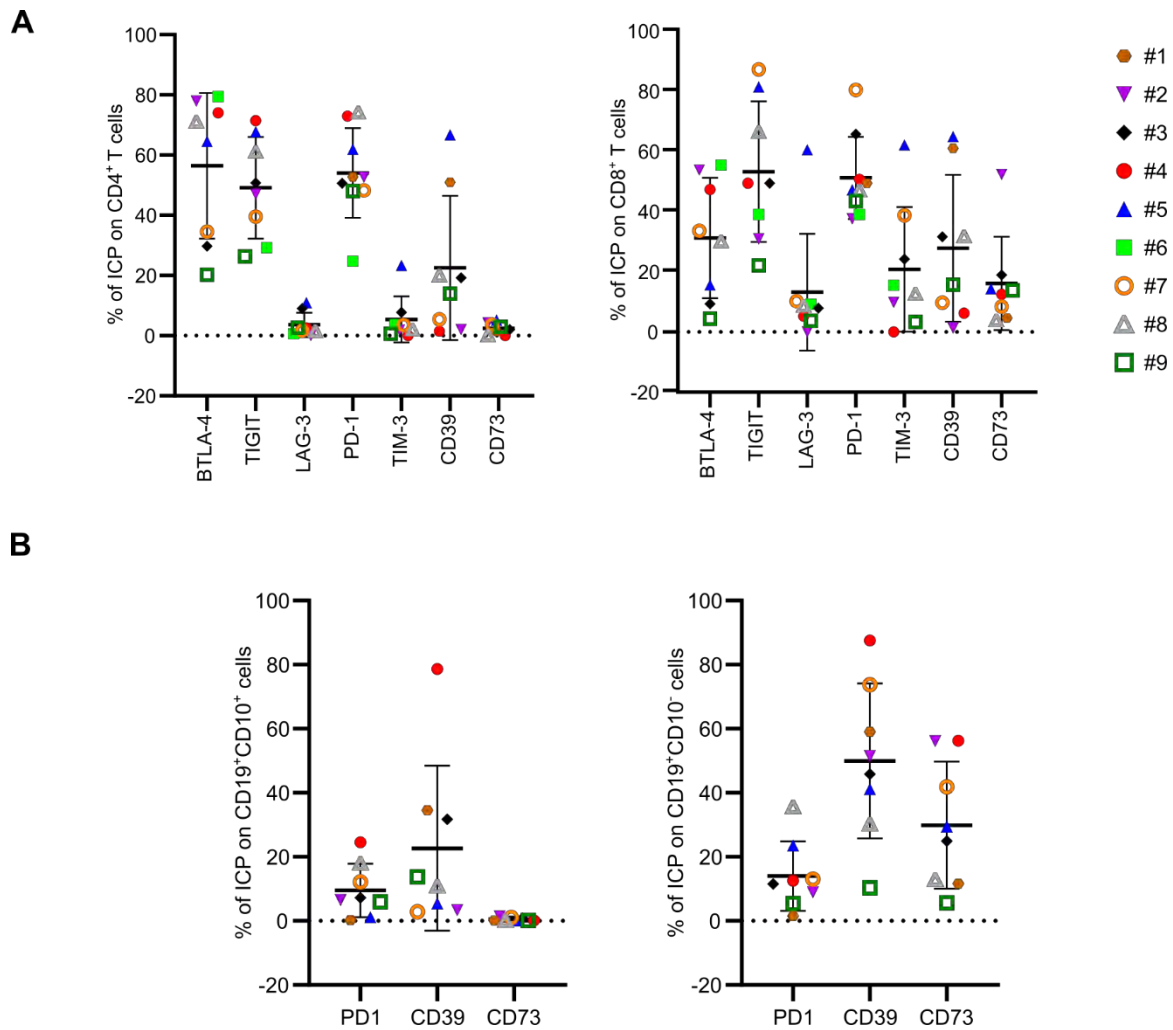 A
% of ICP on CD4+ T cells
100
80
60
40
20
0
-20
BTLA-4
TIGIT
LAG-3
PD-1
TIM-3
CD39
CD73
% of ICP on CD8+ T cells
100
80
60
40
20
0
-20
BTLA-4
TIGIT
LAG-3
PD-1
TIM-3
CD39
CD73
#1
#2
#3
#4
#5
#6
#7
#8
#9
B
% of ICP on CD19+CD10+ cells
100
80
60
40
20
0
-20
PD1
CD39
CD73
% of ICP on CD19+CD10- cells
100
80
60
40
20
0
-20
PD1
CD39
CD73